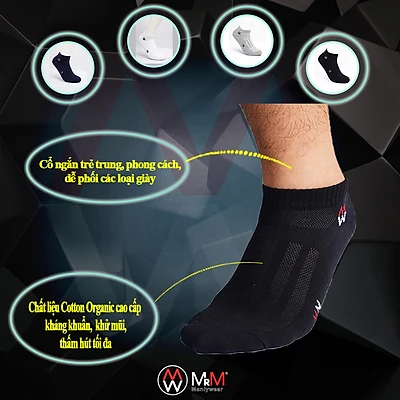 Cổ ngắn trẻ trung, phong cách,
dễ phối các loại giày
Chất liệu Cotton Organic cao cấp
kháng khuẩn, khử mùi,
thấm hút tối đa
MRM
Manlywear